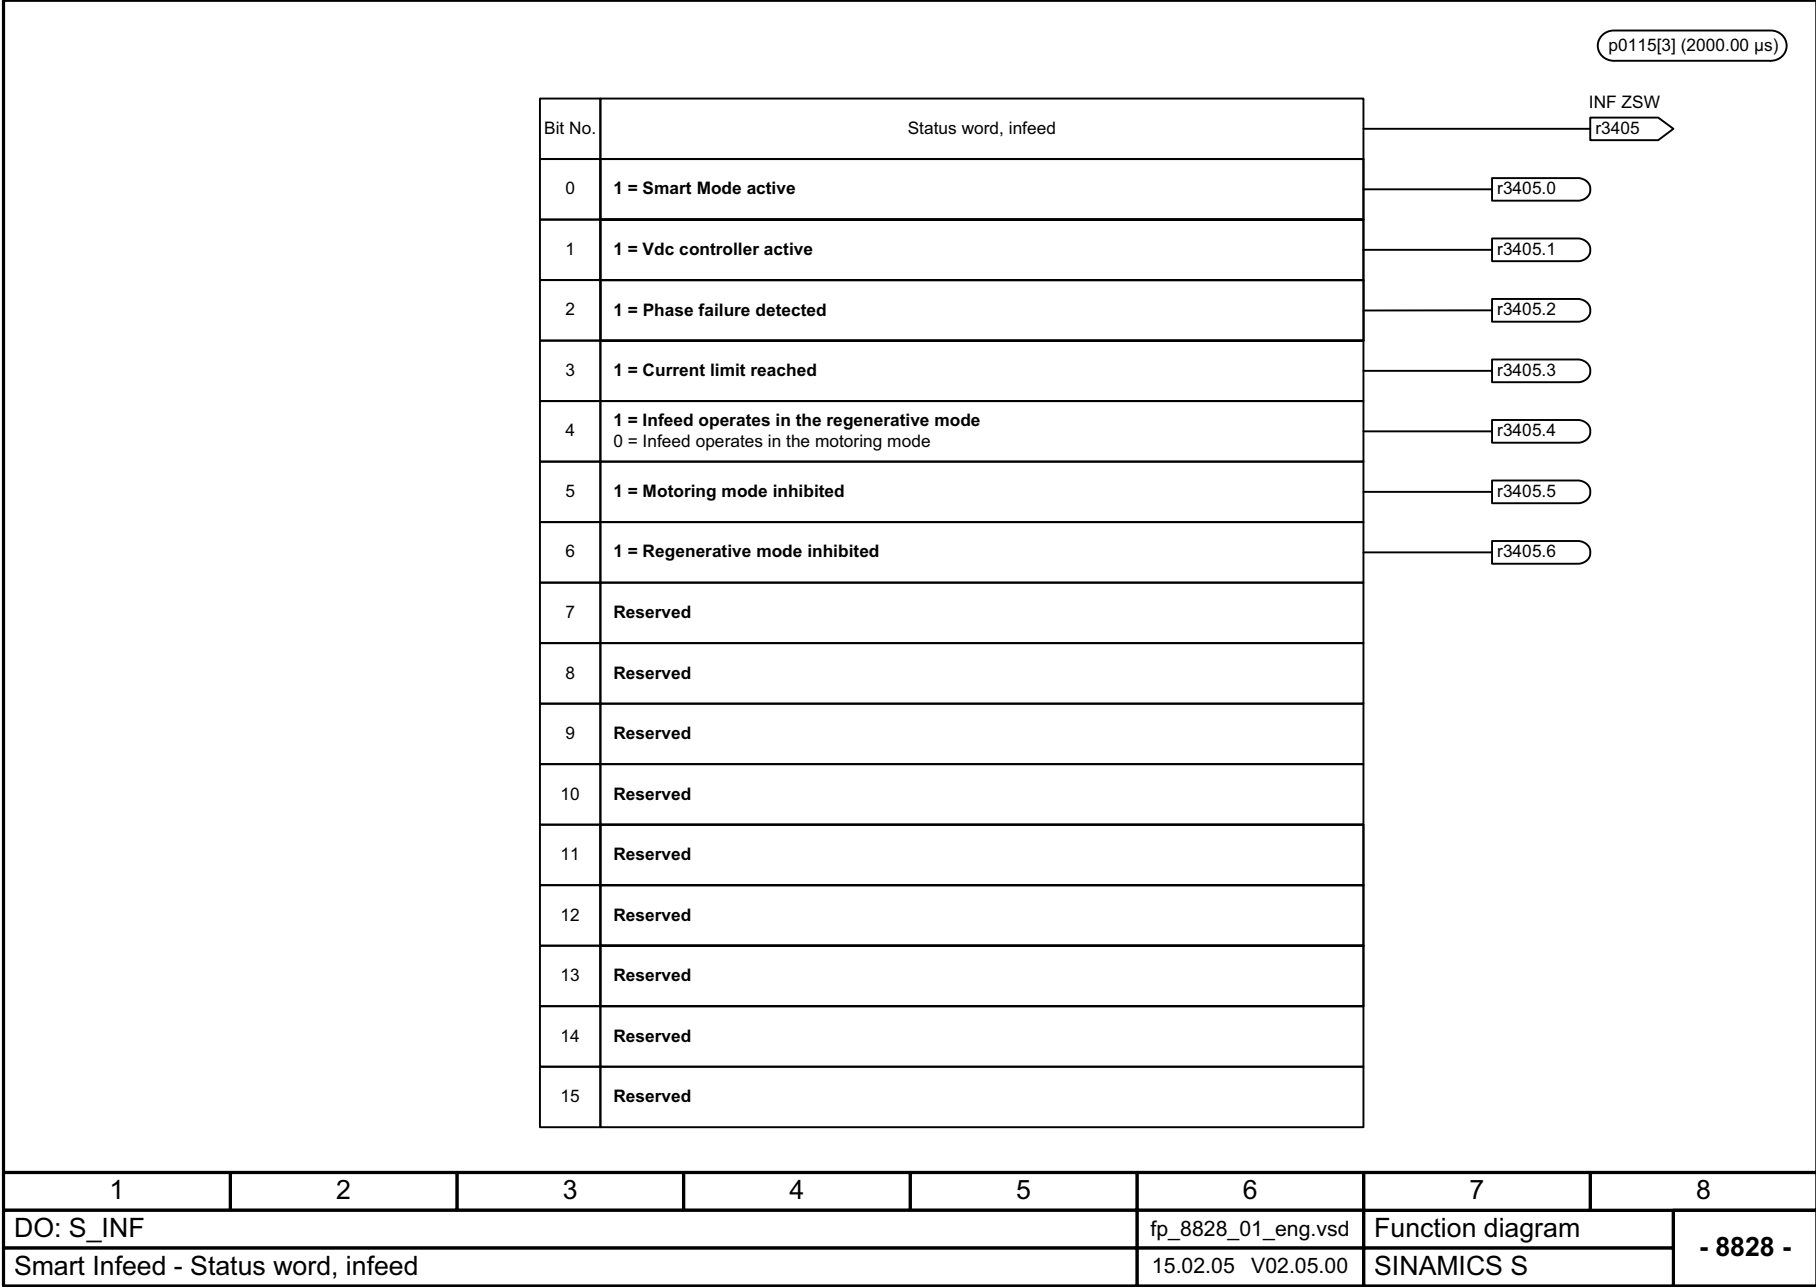 p0115[3] (2000.00 µs)
INF ZSW
Bit No. Status word, infeed r3405
0 1 = Smart Mode active r3405.0
1 1 = Vdc controller active r3405.1
2 1 = Phase failure detected r3405.2
3 1 = Current limit reached r3405.3
4 1 = Infeed operates in the regenerative mode r3405.4
0 = Infeed operates in the motoring mode
5 1 = Motoring mode inhibited r3405.5
6 1 = Regenerative mode inhibited r3405.6
7 Reserved
8 Reserved
9 Reserved
10 Reserved
11 Reserved
12 Reserved
13 Reserved
14 Reserved
15 Reserved
1 2 3 4 5 6 7 8
DO: S_INF fp_8828_01_eng.vsd Function diagram - 8828 -
Smart Infeed - Status word, infeed 15.02.05 V02.05.00 SINAMICS S